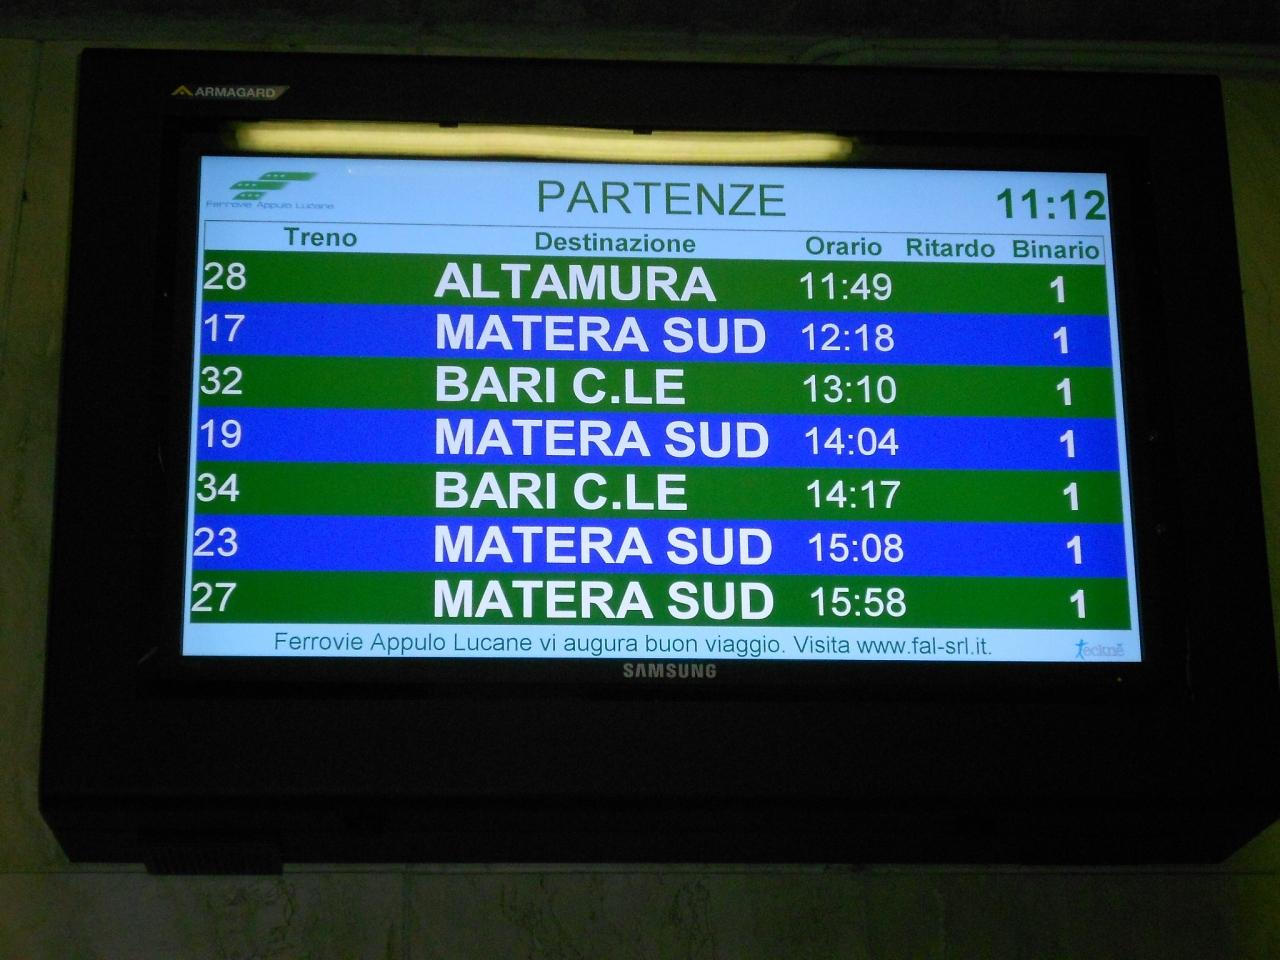 ARMAGARD
Ferrovie Appulo Lucane
PARTENZE
11:12
Treno Destinazione Orario Ritardo Binario
28 ALTAMURA 11:49 1
17 MATERA SUD 12:18 1
32 BARI C.LE 13:10 1
19 MATERA SUD 14:04 1
34 BARI C.LE 14:17 1
23 MATERA SUD 15:08 1
27 MATERA SUD 15:58 1
Ferrovie Appulo Lucane vi augura buon viaggio. Visita www.fal-srl.it.
tecknè
SAMSUNG